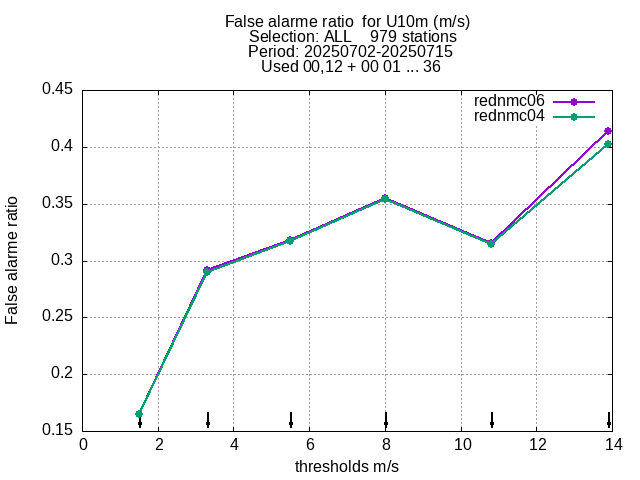 False alarme ratio  for U10m (m/s)
Selection: ALL    979 stations
Period: 20250702-20250715
Used 00,12 + 00 01 ... 36
rednmc06
rednmc04
False alarme ratio
0.45
0.4
0.35
0.3
0.25
0.2
0.15
0 2 4 6 8 10 12 14
thresholds m/s